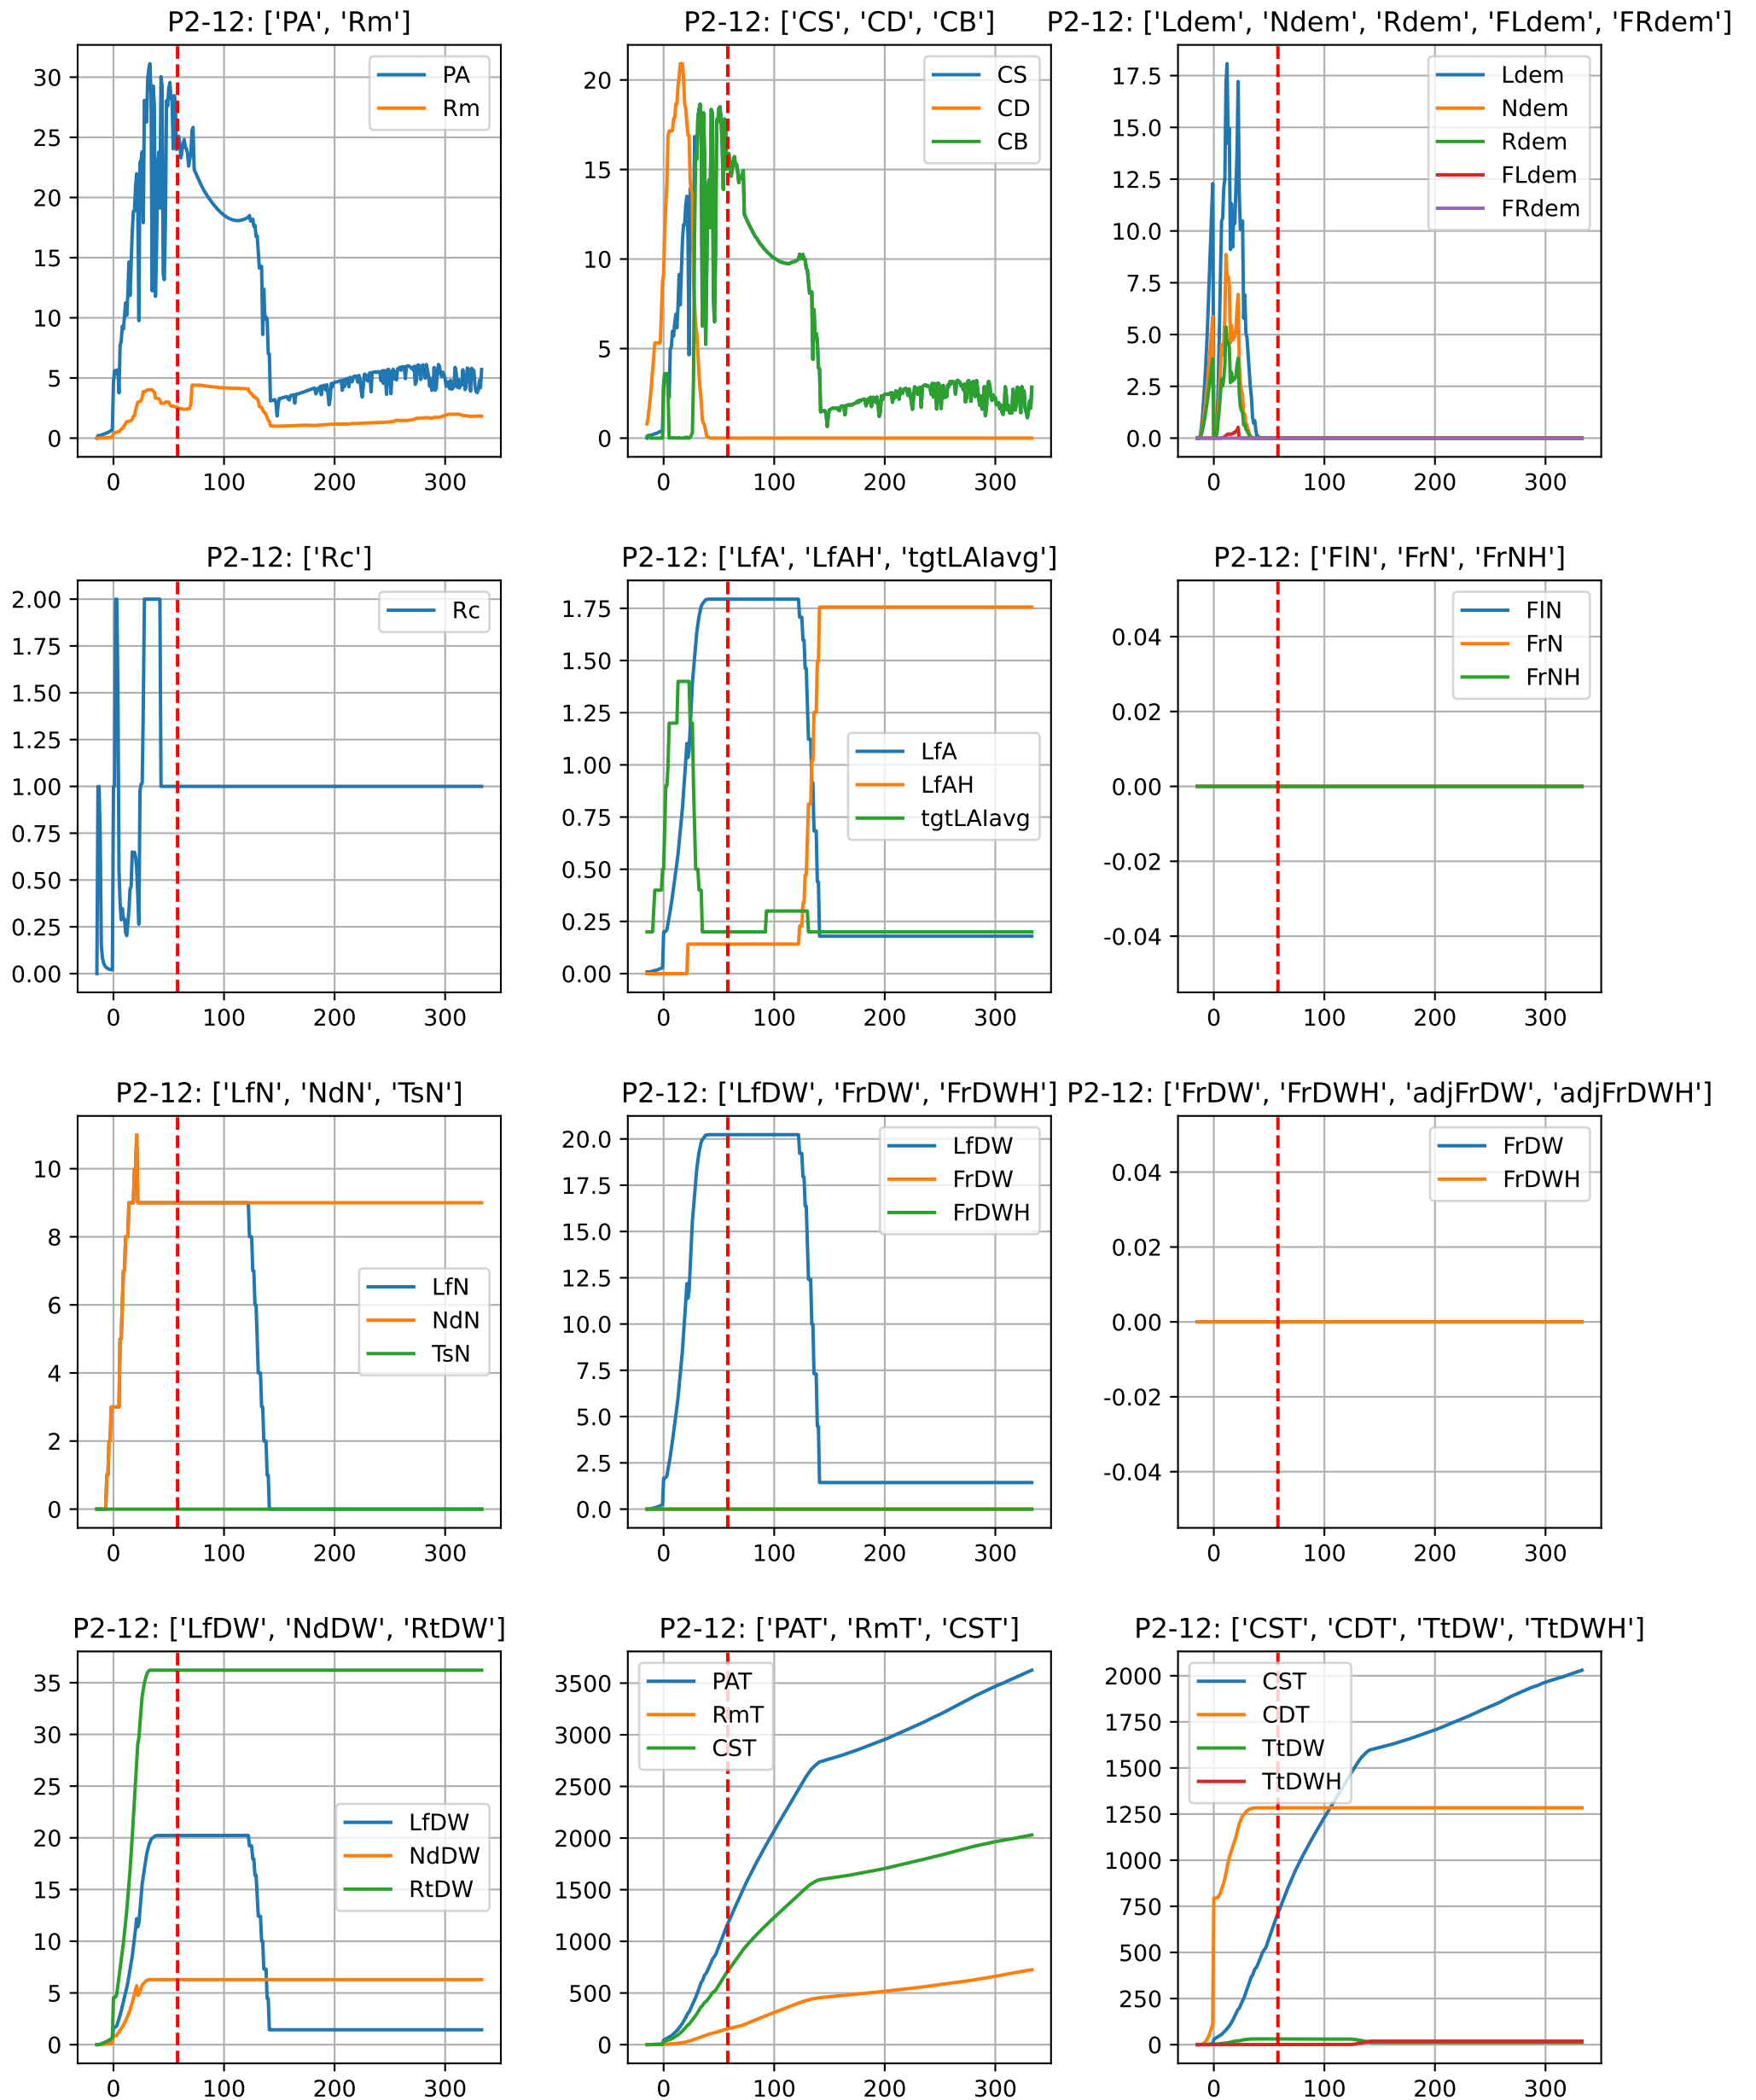 P2-12: ['PA', 'Rm']
30
25
20
15
10
5
0
0 100 200 300
PA
Rm
P2-12: ['CS', 'CD', 'CB']
20
15
10
5
0
0 100 200 300
CS
CD
CB
P2-12: ['Ldem', 'Ndem', 'Rdem', 'FLdem', 'FRdem']
17.5
15.0
12.5
10.0
7.5
5.0
2.5
0.0
0 100 200 300
Ldem
Ndem
Rdem
FLdem
FRdem
P2-12: ['Rc']
2.00
1.75
1.50
1.25
1.00
0.75
0.50
0.25
0.00
0 100 200 300
Rc
P2-12: ['LfA', 'LfAH', 'tgtLAIavg']
1.75
1.50
1.25
1.00
0.75
0.50
0.25
0.00
0 100 200 300
LfA
LfAH
tgtLAIavg
P2-12: ['FlN', 'FrN', 'FrNH']
0.04
0.02
0.00
-0.02
-0.04
0 100 200 300
FlN
FrN
FrNH
P2-12: ['LfN', 'NdN', 'TsN']
10
8
6
4
2
0
0 100 200 300
LfN
NdN
TsN
P2-12: ['LfDW', 'FrDW', 'FrDWH']
20.0
17.5
15.0
12.5
10.0
7.5
5.0
2.5
0.0
0 100 200 300
LfDW
FrDW
FrDWH
P2-12: ['FrDW', 'FrDWH', 'adjFrDW', 'adjFrDWH']
0.04
0.02
0.00
-0.02
-0.04
0 100 200 300
FrDW
FrDWH
P2-12: ['LfDW', 'NdDW', 'RtDW']
35
30
25
20
15
10
5
0
0 100 200 300
LfDW
NdDW
RtDW
P2-12: ['PAT', 'RmT', 'CST']
3500
3000
2500
2000
1500
1000
500
0
0 100 200 300
PAT
RmT
CST
P2-12: ['CST', 'CDT', 'TtDW', 'TtDWH']
2000
1750
1500
1250
1000
750
500
250
0
0 100 200 300
CST
CDT
TtDW
TtDWH